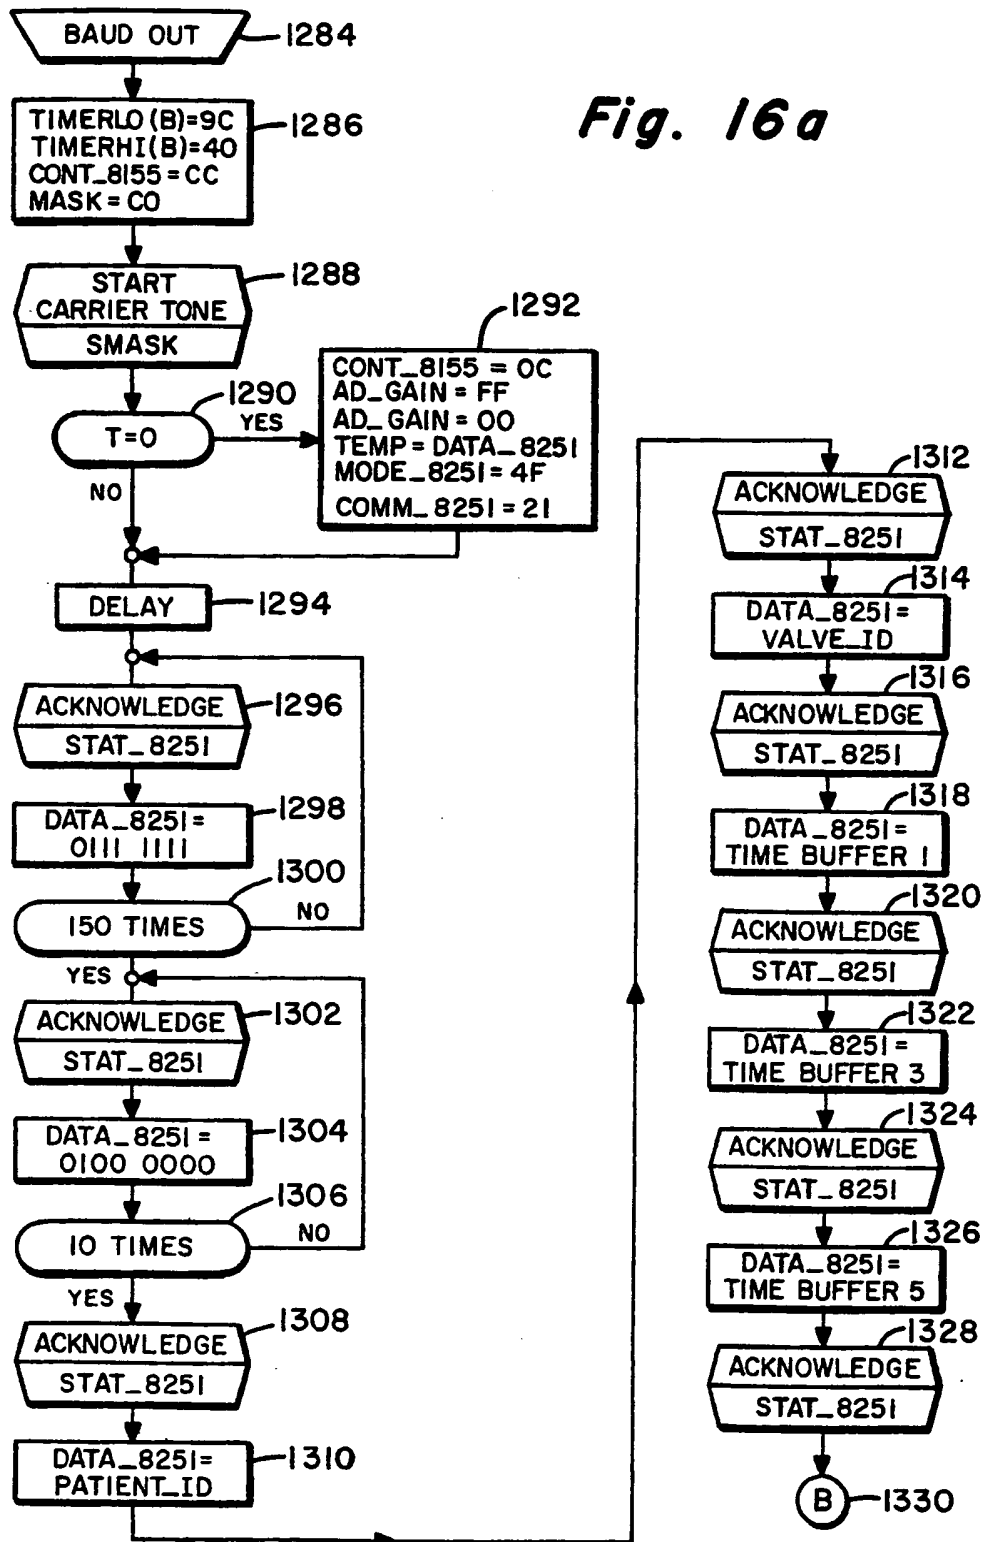 BAUD OUT
1284
Fig. 16a
TIMERLO (B)=9C
TIMERHI(B)=40
CONT_8155=CC
MASK=CO
1286
START
CARRIER TONE
SMASK
1288
1290
T=0
YES
NO
1292
CONT_8155 = 0C
AD_GAIN = FF
AD_GAIN = 00
TEMP=DATA_8251
MODE_8251=4F
COMM_8251=21
DELAY
1294
ACKNOWLEDGE
STAT_8251
1296
DATA_8251=
0111 1111
1298
1300
150 TIMES
NO
YES
ACKNOWLEDGE
STAT_8251
1302
DATA_8251=
0100 0000
1304
1306
10 TIMES
NO
YES
ACKNOWLEDGE
STAT_8251
1308
DATA_8251=
PATIENT_ID
1310
1312
ACKNOWLEDGE
STAT_8251
1314
DATA_8251=
VALVE_ID
1316
ACKNOWLEDGE
STAT_8251
1318
DATA_8251=
TIME BUFFER 1
1320
ACKNOWLEDGE
STAT_8251
1322
DATA_8251=
TIME BUFFER 3
1324
ACKNOWLEDGE
STAT_8251
1326
DATA_8251=
TIME BUFFER 5
1328
ACKNOWLEDGE
STAT_8251
B
1330